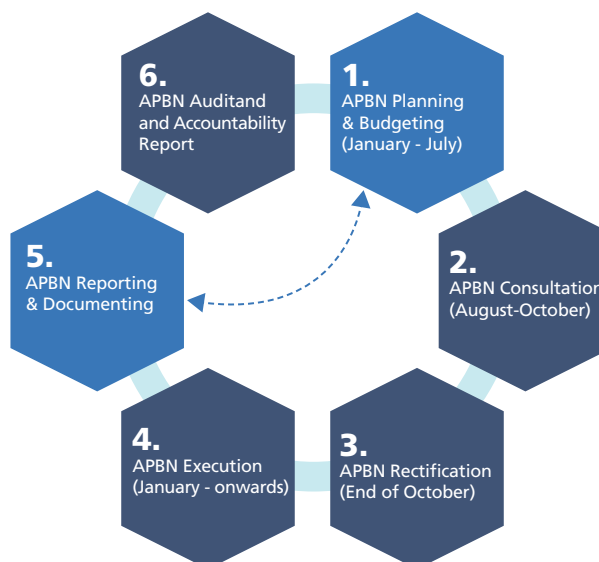 1.
APBN Planning
& Budgeting
(January - July)
2.
APBN Consultation
(August-October)
3.
APBN Rectification
(End of October)
4.
APBN Execution
(January - onwards)
5.
APBN Reporting
& Documenting
6.
APBN Auditand
and Accountability
Report